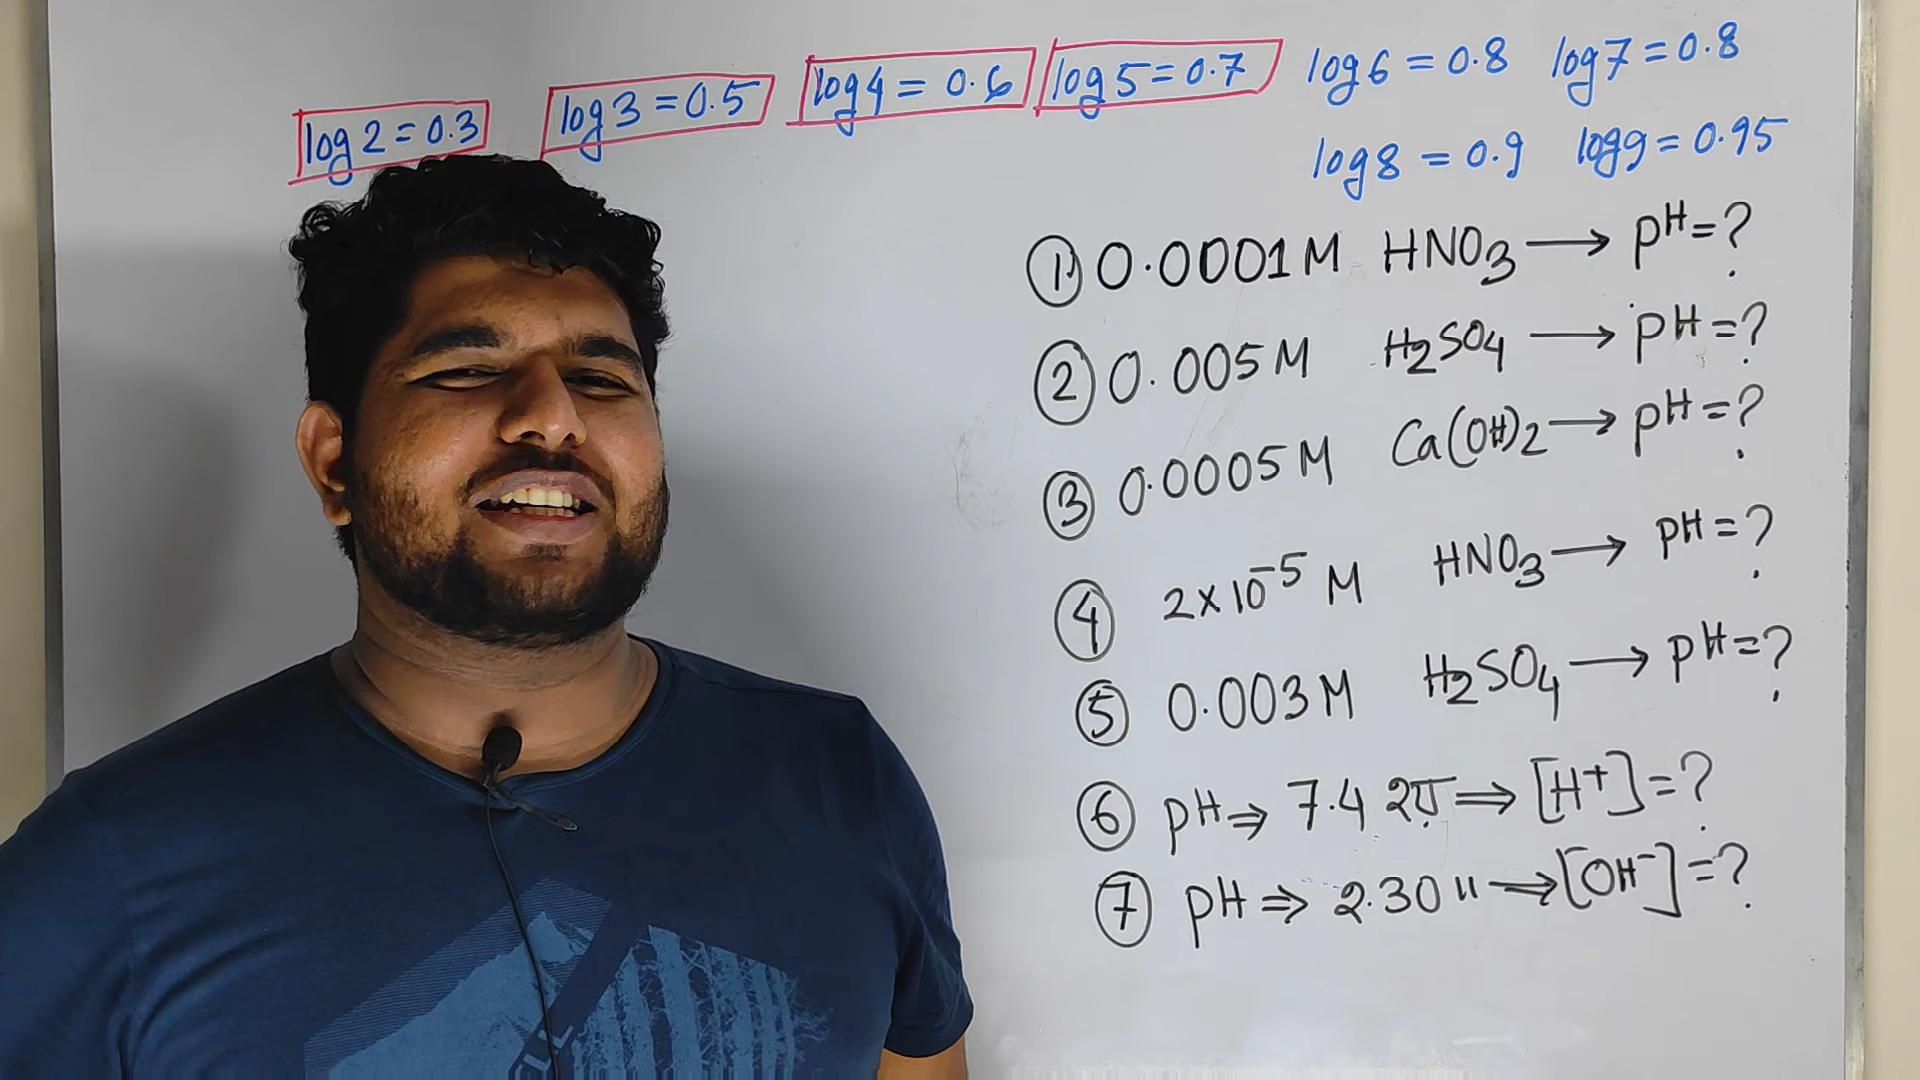 log 2 = 0.3 log 3 = 0.5 log 4 = 0.6 log 5 = 0.7 log 6 = 0.8 log 7 = 0.8
log 8 = 0.9 log 9 = 0.95
① 0.0001 M HNO₃ → pH = ?
② 0.005 M H₂SO₄ → pH = ?
③ 0.0005 M Ca(OH)₂ → pH = ?
④ 2×10⁻⁵ M HNO₃ → pH = ?
⑤ 0.003 M H₂SO₄ → pH = ?
⑥ pH ⇒ 7.4 হয় ⇒ [H⁺] = ?
⑦ pH ⇒ 2.30 " ⇒ [OH⁻] = ?